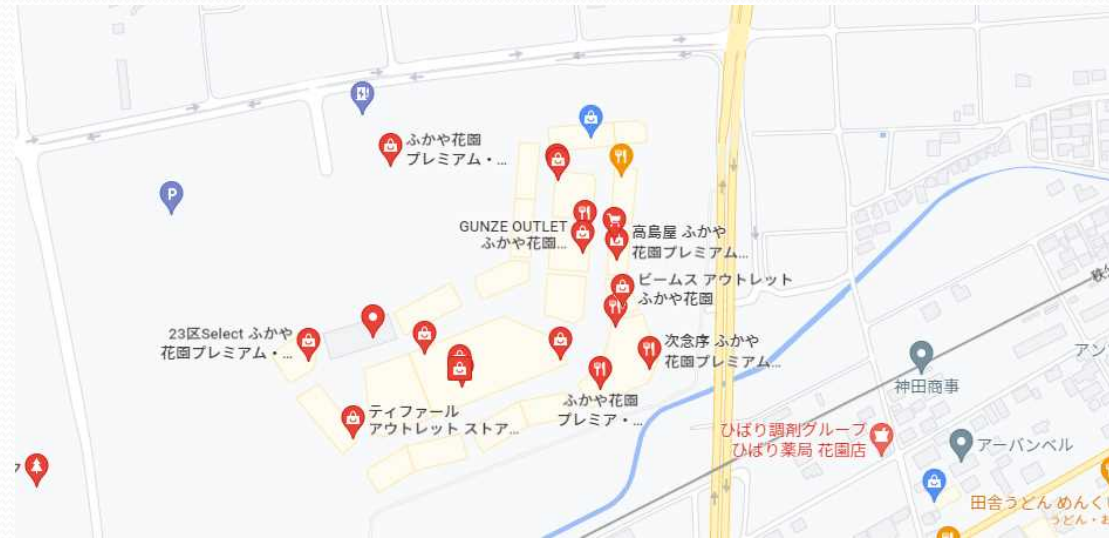 ふかや花園
プレミアム・...
P
GUNZE OUTLET
ふかや花園...
高島屋 ふかや
花園プレミアム...
ビームス アウトレット
ふかや花園
23区Select ふかや
花園プレミアム・...
次念序 ふかや
花園プレミアム...
ふかや花園
プレミア・...
ティファール
アウトレット ストア...
神田商事
アン
ひばり調剤グループ
ひばり薬局 花園店
アーバンベル
田舎うどん めんく
うどん・お